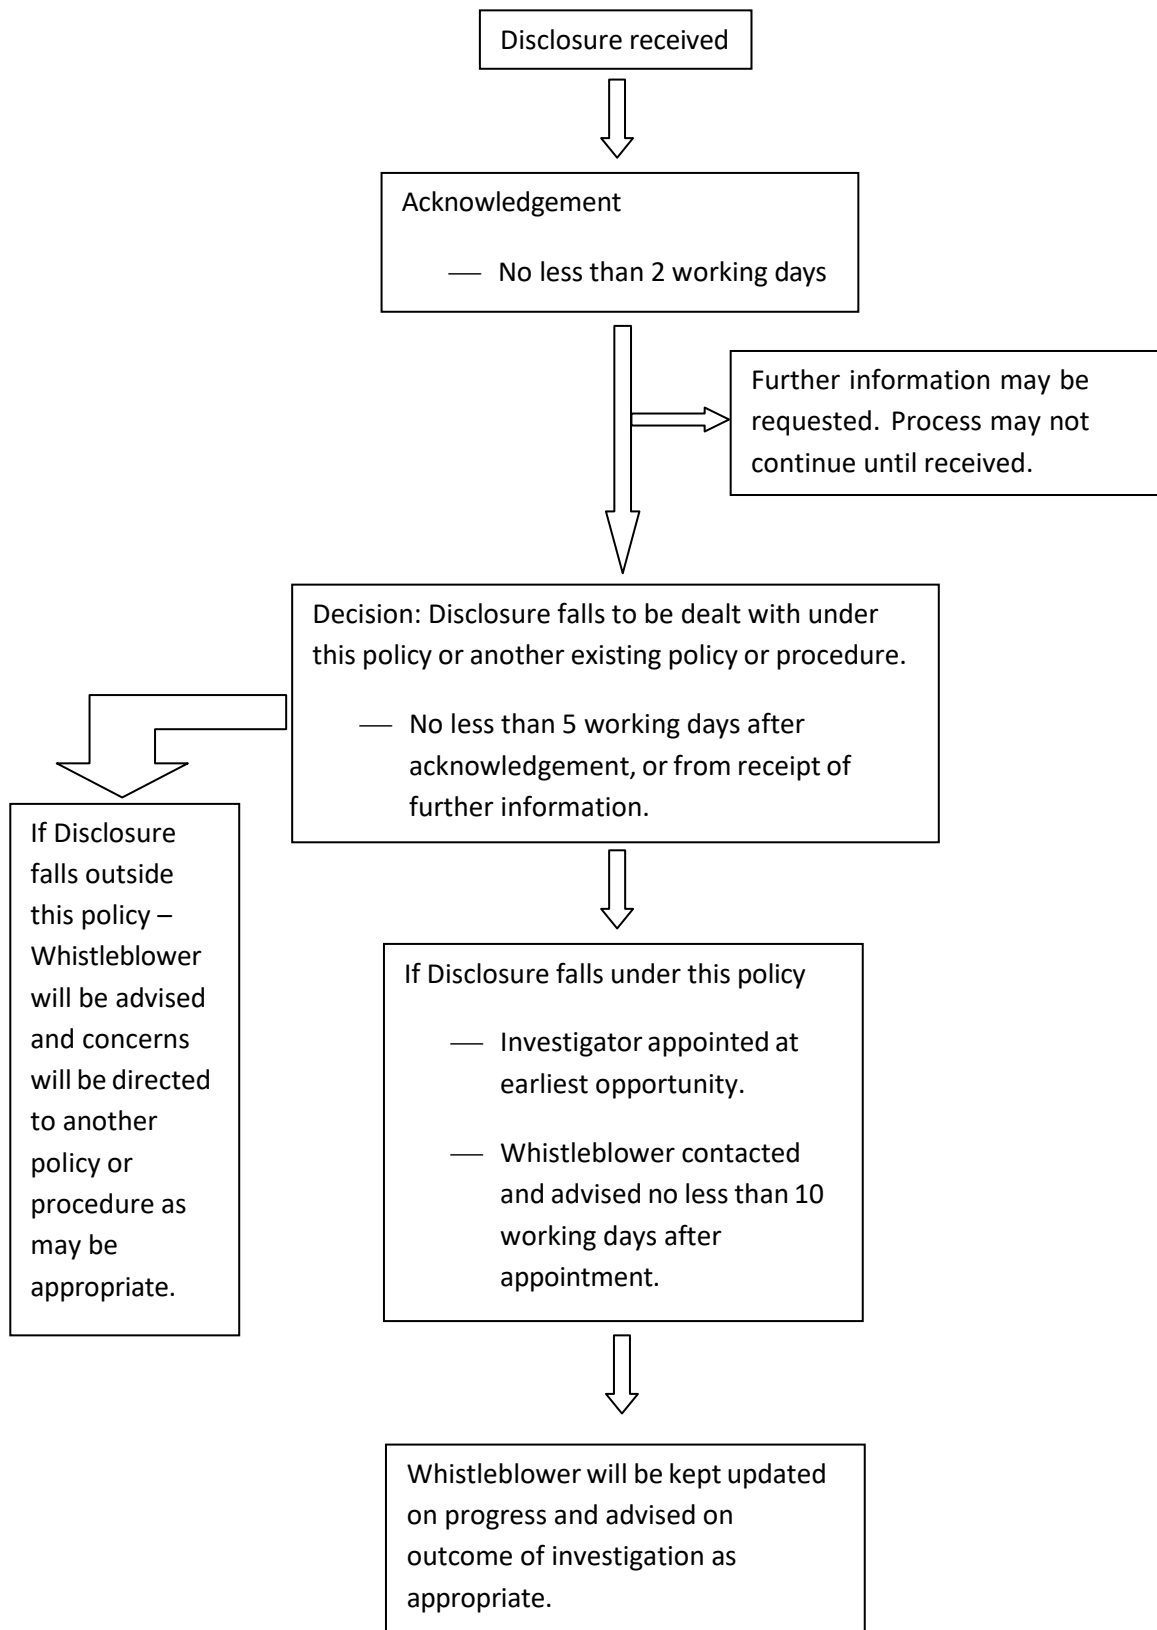 Disclosure received
Acknowledgement
— No less than 2 working days
Further information may be
requested. Process may not
continue until received.
Decision: Disclosure falls to be dealt with under
this policy or another existing policy or procedure.
— No less than 5 working days after
acknowledgement, or from receipt of
further information.
If Disclosure
falls outside
this policy –
Whistleblower
will be advised
and concerns
will be directed
to another
policy or
procedure as
may be
appropriate.
If Disclosure falls under this policy
— Investigator appointed at
earliest opportunity.
— Whistleblower contacted
and advised no less than 10
working days after
appointment.
Whistleblower will be kept updated
on progress and advised on
outcome of investigation as
appropriate.